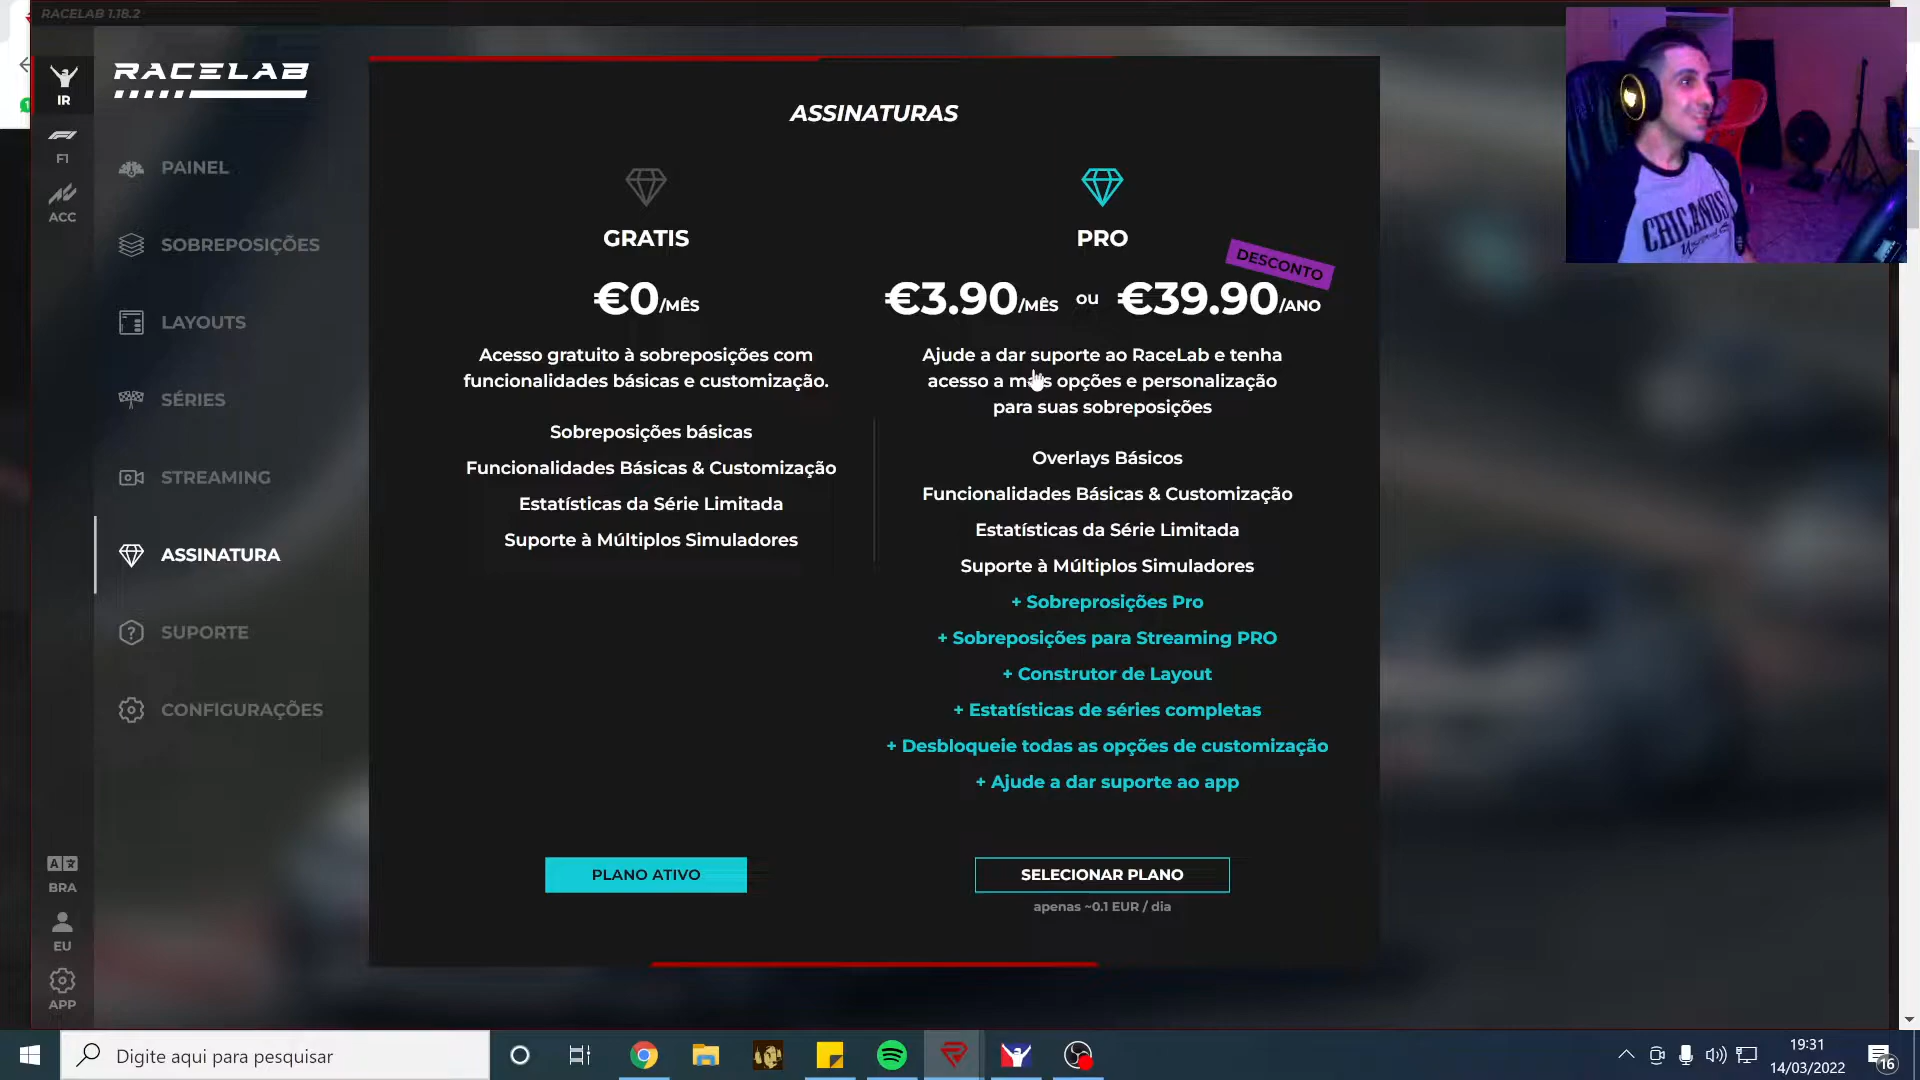 RACELAB 1.18.2
IR
F1
ACC
RACELAB
PAINEL
SOBREPOSIÇÕES
LAYOUTS
SÉRIES
STREAMING
ASSINATURA
SUPORTE
CONFIGURAÇÕES
BRA
EU
APP
ASSINATURAS
GRATIS
€0/MÊS
Acesso gratuito à sobreposições com
funcionalidades básicas e customização.
Sobreposições básicas
Funcionalidades Básicas & Customização
Estatísticas da Série Limitada
Suporte à Múltiplos Simuladores
PLANO ATIVO
PRO
DESCONTO
€3.90/MÊS ou €39.90/ANO
Ajude a dar suporte ao RaceLab e tenha
acesso a mais opções e personalização
para suas sobreposições
Overlays Básicos
Funcionalidades Básicas & Customização
Estatísticas da Série Limitada
Suporte à Múltiplos Simuladores
+ Sobreprosições Pro
+ Sobreposições para Streaming PRO
+ Construtor de Layout
+ Estatísticas de séries completas
+ Desbloqueie todas as opções de customização
+ Ajude a dar suporte ao app
SELECIONAR PLANO
apenas ~0.1 EUR / dia
CHICANOS
Digite aqui para pesquisar
19:31
14/03/2022
16